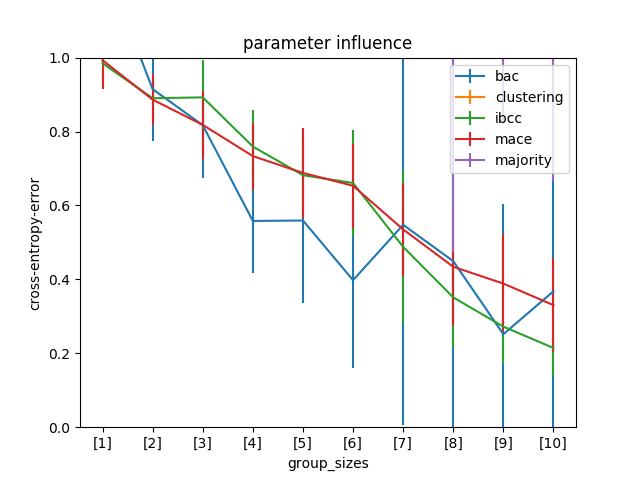 parameter influence
1.0
0.8
0.6
0.4
0.2
0.0
cross-entropy-error
bac
clustering
ibcc
mace
majority
[1] [2] [3] [4] [5] [6] [7] [8] [9] [10]
group_sizes